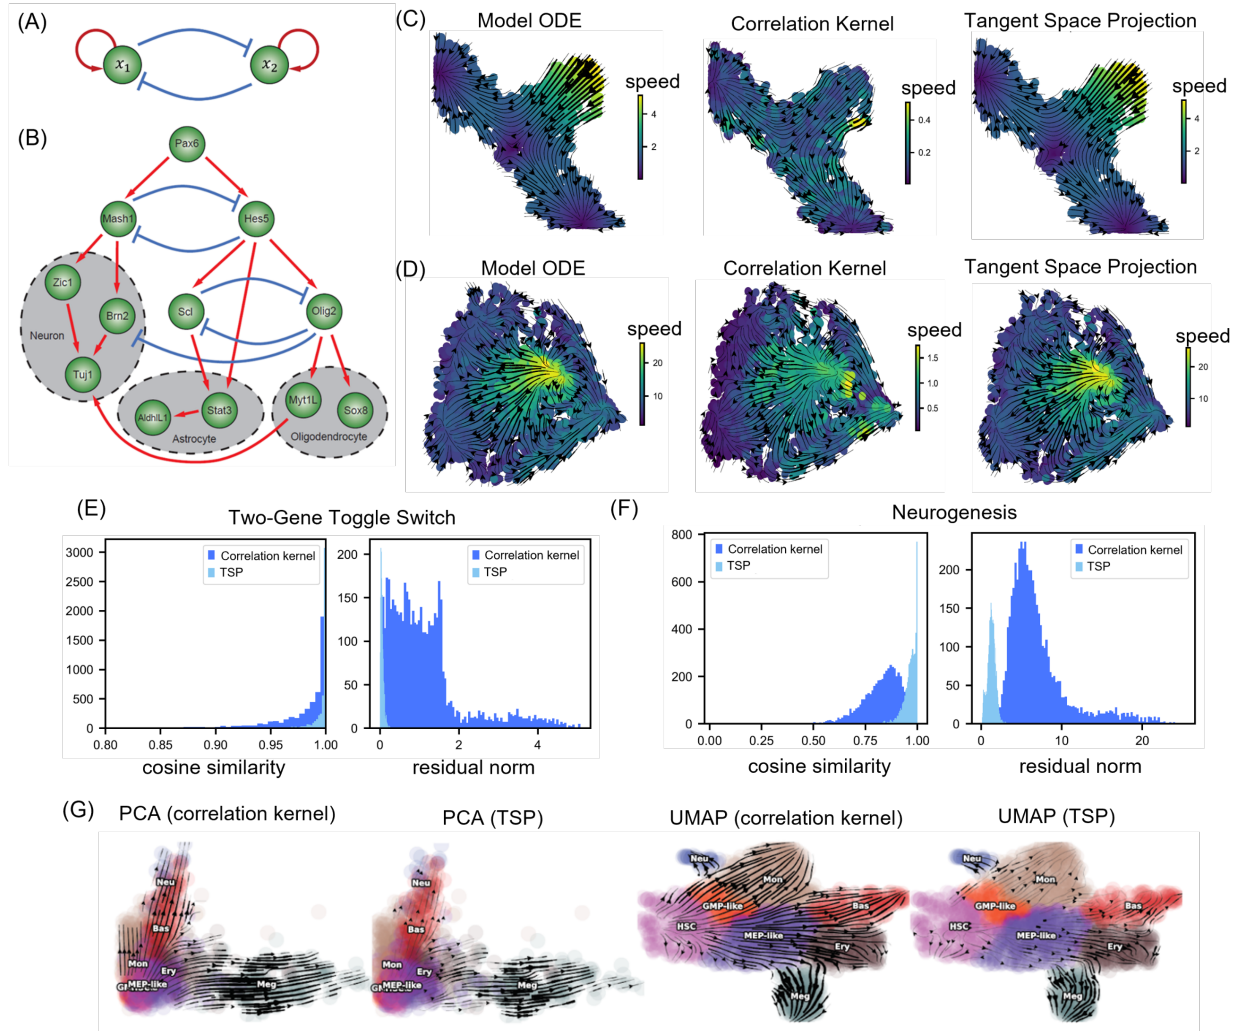 (A)
x1
x2
(B)
Pax6
Mash1
Hes5
Zic1
Brn2
Neuron
Tuj1
Scl
Olig2
AldhlL1
Stat3
Astrocyte
Myt1L
Sox8
Oligodendrocyte
(C)
Model ODE
Correlation Kernel
Tangent Space Projection
speed
4
2
speed
0.4
0.2
speed
4
2
(D)
Model ODE
Correlation Kernel
Tangent Space Projection
speed
20
10
speed
1.5
1.0
0.5
speed
20
10
(E)
Two-Gene Toggle Switch
3000
2500
2000
1500
1000
500
0
0.80
0.85
0.90
0.95
1.00
Correlation kernel
TSP
cosine similarity
200
150
100
50
0
0
2
4
Correlation kernel
TSP
residual norm
(F)
Neurogenesis
800
600
400
200
0
0.00
0.25
0.50
0.75
1.00
Correlation kernel
TSP
cosine similarity
200
150
100
50
0
0
10
20
Correlation kernel
TSP
residual norm
(G)
PCA (correlation kernel)
Neu
Bas
Mon
Ery
MEP-like
Meg
PCA (TSP)
Neu
Bas
Mon
Ery
MEP-like
Meg
UMAP (correlation kernel)
Neu
Mon
GMP-like
Bas
HSC
MEP-like
Ery
Meg
UMAP (TSP)
Neu
Mon
GMP-like
Bas
HSC
MEP-like
Ery
Meg